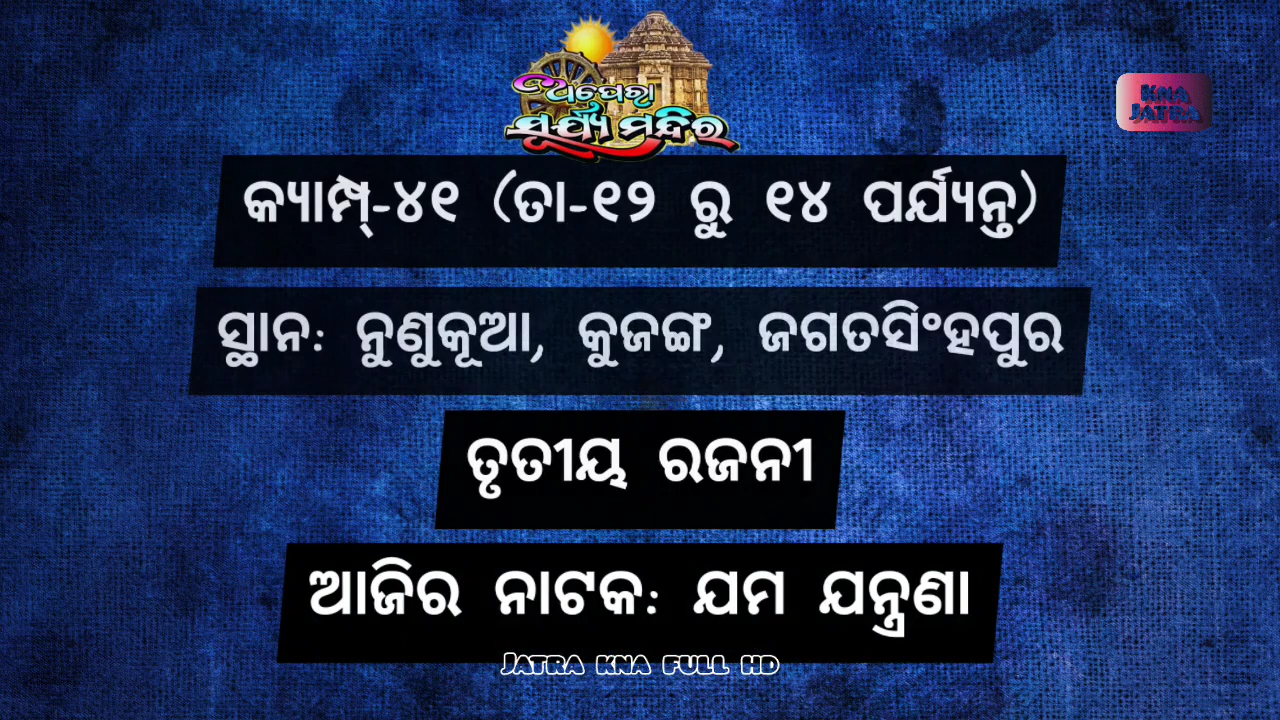 ଅପେରା
ସୂର୍ଯ୍ୟ ମନ୍ଦିର
KNA
JATRA
କ୍ୟାମ୍ପ୍-୪୧ (ତା-୧୨ ରୁ ୧୪ ପର୍ଯ୍ୟନ୍ତ)
ସ୍ଥାନ: ନୁଣୁକୂଆ, କୁଜଙ୍ଗ, ଜଗତସିଂହପୁର
ତୃତୀୟ ରଜନୀ
ଆଜିର ନାଟକ: ଯମ ଯନ୍ତ୍ରଣା
JATRA KNA FULL HD